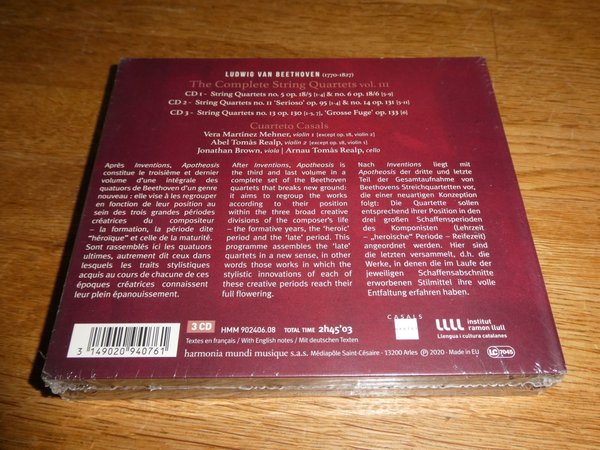 LUDWIG VAN BEETHOVEN (1770-1827)
The Complete String Quartets vol. III
CD 1 - String Quartets no. 5 op. 18/5 [1-4] & no. 6 op. 18/6 [5-9]
CD 2 - String Quartets no. 11 'Serioso' op. 95 [1-4] & no. 14 op. 131 [5-11]
CD 3 - String Quartets no. 13 op. 130 [1-5, 7], 'Grosse Fuge' op. 133 [6]
Cuarteto Casals
Vera Martínez Mehner, violin 1 [except op. 18, violin 2]
Abel Tomàs Realp, violin 2 [except op. 18, violin 1]
Jonathan Brown, viola | Arnau Tomàs Realp, cello
Après Inventions, Apotheosis
constitue le troisième et dernier
volume d'une intégrale des
quatuors de Beethoven d'un genre
nouveau : elle vise à les regrouper
en fonction de leur position au
sein des trois grandes périodes
créatrices du compositeur
– la formation, la période dite
"héroïque" et celle de la maturité.
Sont rassemblés ici les quatuors
ultimes, autrement dit ceux dans
lesquels les traits stylistiques
acquis au cours de chacune de ces
époques créatrices connaissent
leur plein épanouissement.
After Inventions, Apotheosis is
the third and last volume in a
complete set of the Beethoven
quartets that breaks new ground:
it aims to regroup the works
according to their position
within the three broad creative
divisions of the composer's life
- the formative years, the 'heroic'
period and the 'late' period. This
programme assembles the 'late'
quartets in a new sense, in other
words those works in which the
stylistic innovations of each of
these creative periods reach their
full flowering.
Nach Inventions liegt mit
Apotheosis der dritte und letzte
Teil der Gesamtaufnahme von
Beethovens Streichquartetten vor,
die einer neuartigen Konzeption
folgt: Die Quartette sollen
entsprechend ihrer Position in den
drei großen Schaffensperioden
des Komponisten (Lehrzeit
- „heroische" Periode - Reifezeit)
angeordnet werden. Hier sind
die letzten versammelt, d.h. die
Werke, in denen die im Laufe der
jeweiligen Schaffensabschnitte
erworbenen Stilmittel ihre volle
Entfaltung erfahren haben.
3 149020 940761
3 CD HMM 902406.08 TOTAL TIME 2h45'03
Textes en français / With English notes / Mit deutschen Texten
CASALS
LLLL institut
ramon llull
Llengua i cultura catalanes
harmonia mundi musique s.a.s. Médiapôle Saint-Césaire - 13200 Arles Ⓟ 2020 - Made in EU
LC 7045